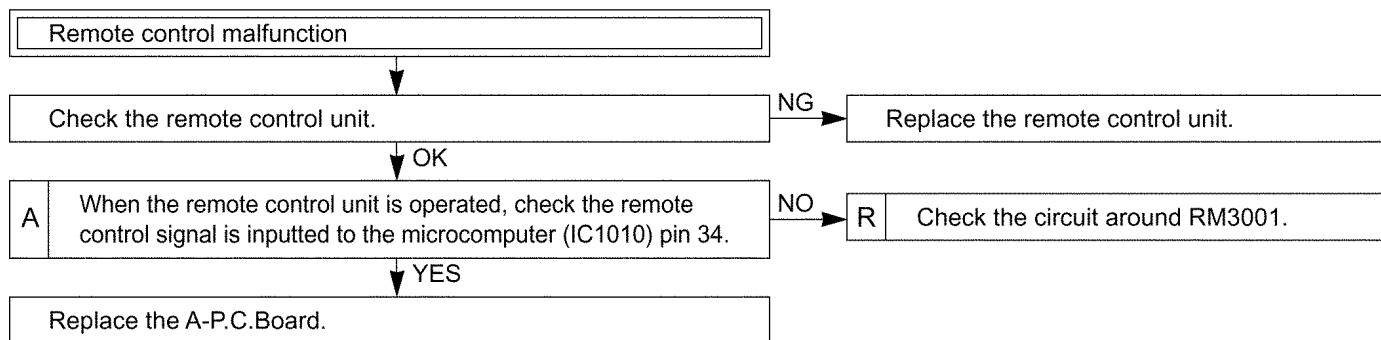 Remote control malfunction
Check the remote control unit.
NG
Replace the remote control unit.
OK
A
When the remote control unit is operated, check the remote
control signal is inputted to the microcomputer (IC1010) pin 34.
NO
R
Check the circuit around RM3001.
YES
Replace the A-P.C.Board.